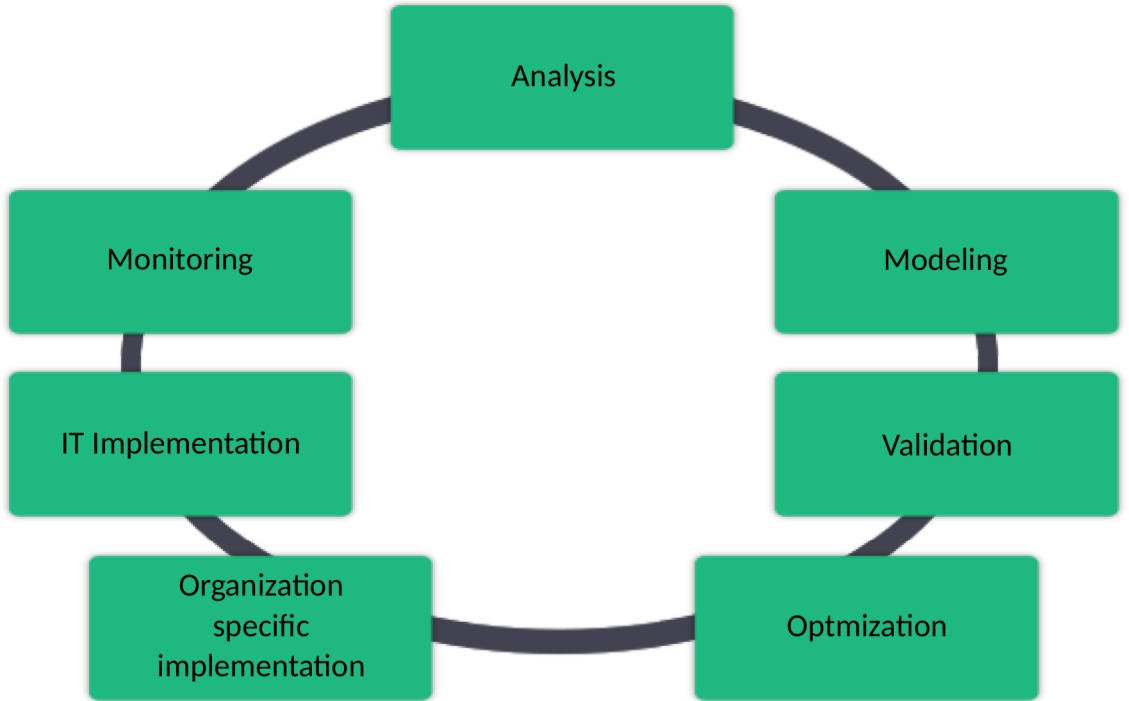 Analysis
Monitoring
Modeling
IT Implementation
Validation
Organization
specific
implementation
Optmization